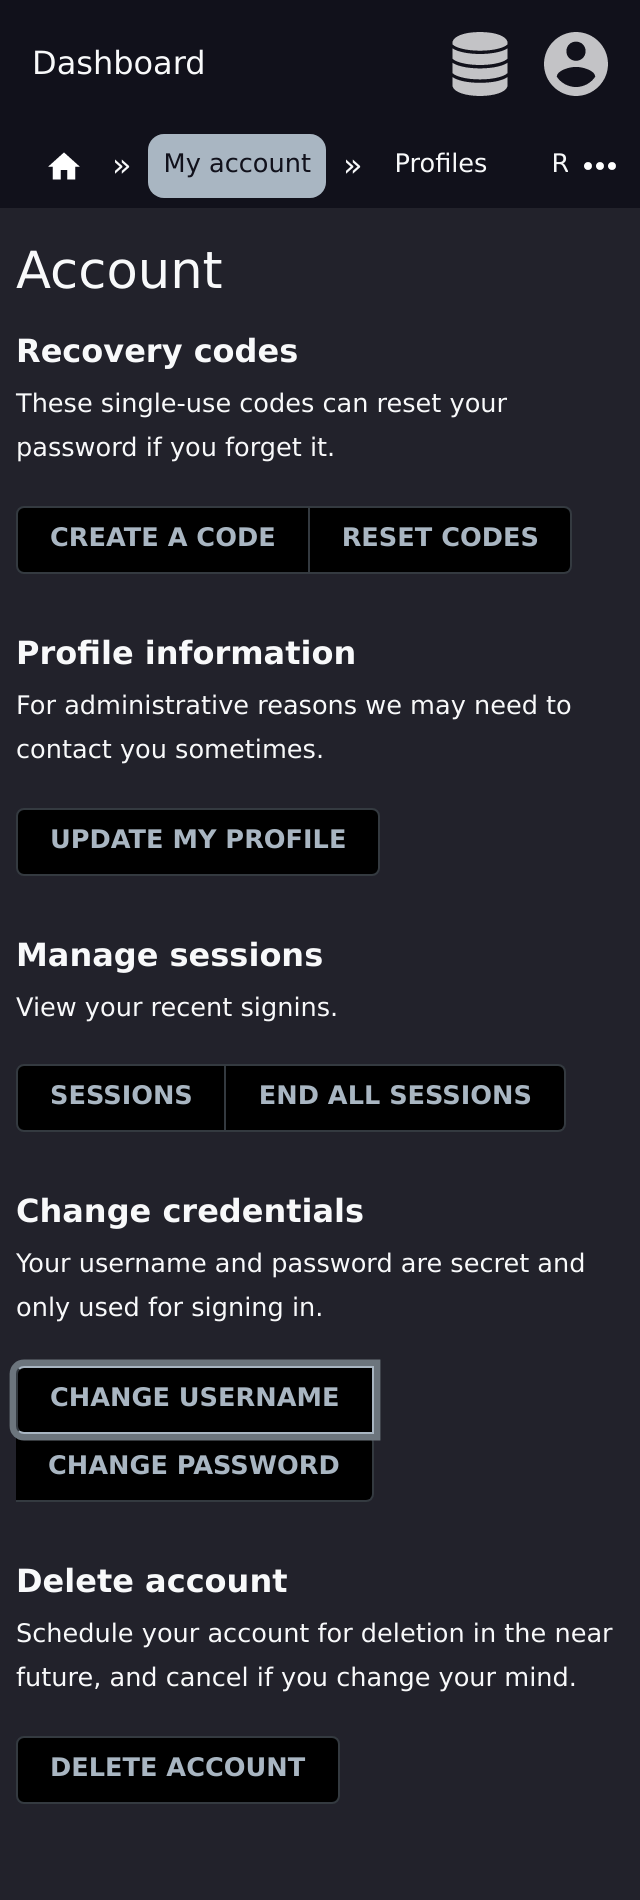 Dashboard
» My account » Profiles R
Account
Recovery codes
These single-use codes can reset your
password if you forget it.
CREATE A CODE RESET CODES
Profile information
For administrative reasons we may need to
contact you sometimes.
UPDATE MY PROFILE
Manage sessions
View your recent signins.
SESSIONS END ALL SESSIONS
Change credentials
Your username and password are secret and
only used for signing in.
CHANGE USERNAME
CHANGE PASSWORD
Delete account
Schedule your account for deletion in the near
future, and cancel if you change your mind.
DELETE ACCOUNT